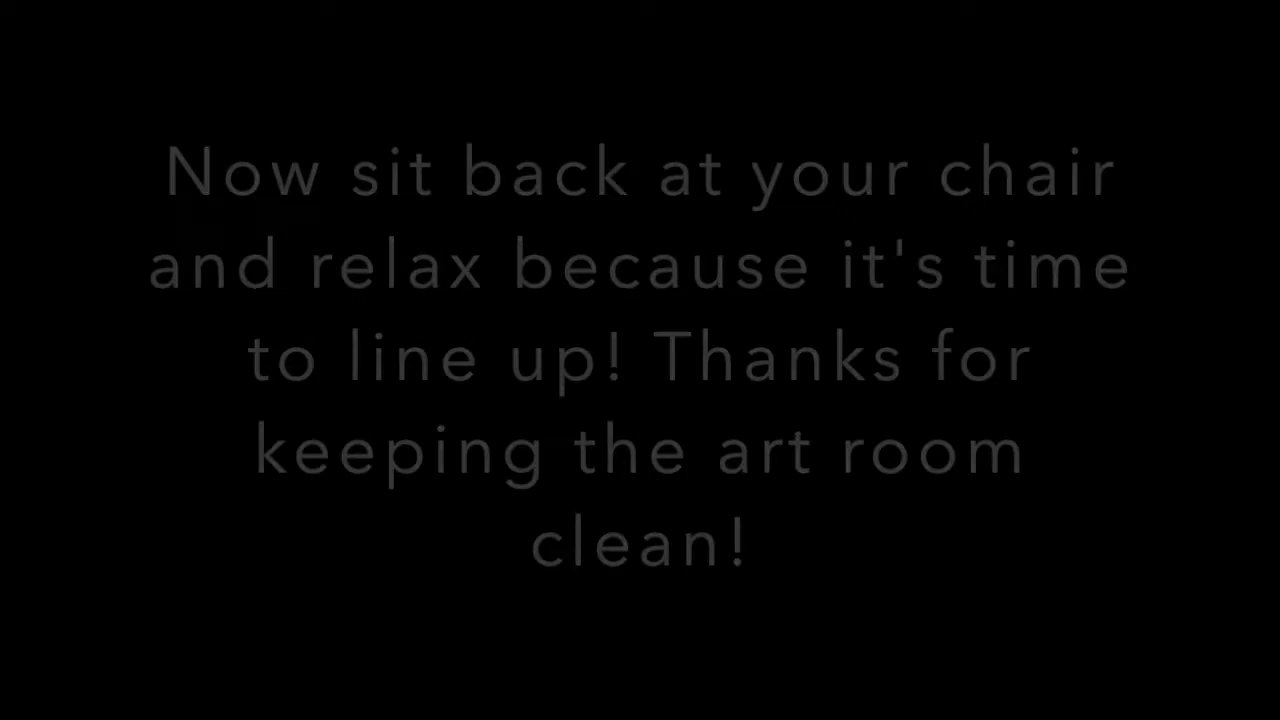 Now sit back at your chair
and relax because it's time
to line up! Thanks for
keeping the art room
clean!